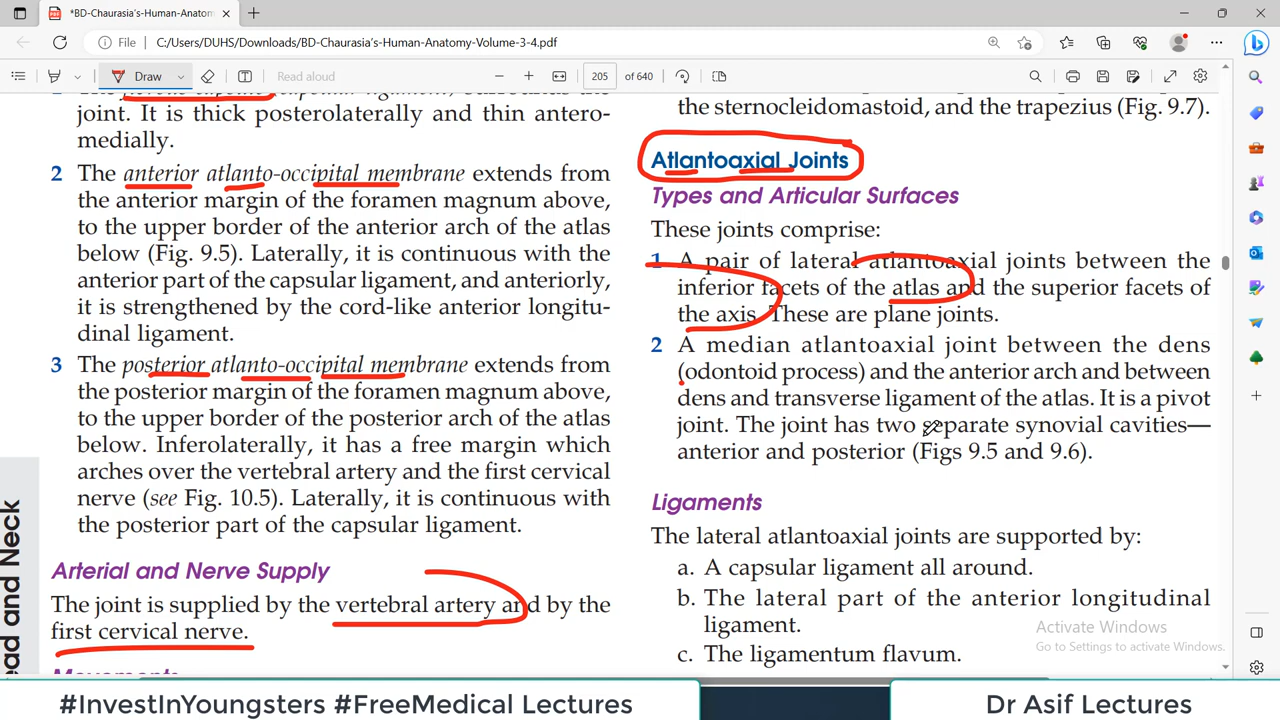 *BD-Chaurasia's-Human-Anatom
File
C:/Users/DUHS/Downloads/BD-Chaurasia's-Human-Anatomy-Volume-3-4.pdf
Draw
Read aloud
205 of 640
joint. It is thick posterolaterally and thin antero-
medially.
2 The anterior atlanto-occipital membrane extends from
the anterior margin of the foramen magnum above,
to the upper border of the anterior arch of the atlas
below (Fig. 9.5). Laterally, it is continuous with the
anterior part of the capsular ligament, and anteriorly,
it is strengthened by the cord-like anterior longitu-
dinal ligament.
3 The posterior atlanto-occipital membrane extends from
the posterior margin of the foramen magnum above,
to the upper border of the posterior arch of the atlas
below. Inferolaterally, it has a free margin which
arches over the vertebral artery and the first cervical
nerve (see Fig. 10.5). Laterally, it is continuous with
the posterior part of the capsular ligament.
Arterial and Nerve Supply
The joint is supplied by the vertebral artery and by the
first cervical nerve.
Movements
ead and Neck
the sternocleidomastoid, and the trapezius (Fig. 9.7).
Atlantoaxial Joints
Types and Articular Surfaces
These joints comprise:
1 A pair of lateral atlantoaxial joints between the
inferior facets of the atlas and the superior facets of
the axis. These are plane joints.
2 A median atlantoaxial joint between the dens
(odontoid process) and the anterior arch and between
dens and transverse ligament of the atlas. It is a pivot
joint. The joint has two separate synovial cavities—
anterior and posterior (Figs 9.5 and 9.6).
Ligaments
The lateral atlantoaxial joints are supported by:
a. A capsular ligament all around.
b. The lateral part of the anterior longitudinal
ligament.
c. The ligamentum flavum.
Activate Windows
Go to Settings to activate Windows.
#InvestInYoungsters #FreeMedical Lectures
Dr Asif Lectures